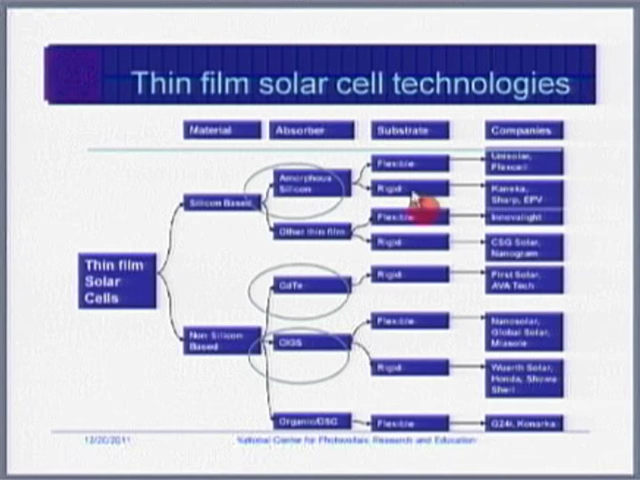 Thin film solar cell technologies
Material
Absorber
Substrate
Companies
Thin film
Solar
Cells
Silicon Based
Non Silicon
Based
Amorphous
Silicon
Other thin film
CdTe
CIGS
Organic/DSC
Flexible
Rigid
Flexible
Rigid
Rigid
Flexible
Rigid
Flexible
Unisolar,
Flexcell
Kaneka,
Sharp, EPV
Innovalight
CSG Solar,
Nanogram
First Solar,
AVA Tech
Nanosolar,
Global Solar,
Miasole
Wuerth Solar,
Honda, Showa
Shell
G24i, Konarka
12/20/2011
National Center for Photovoltaic Research and Education